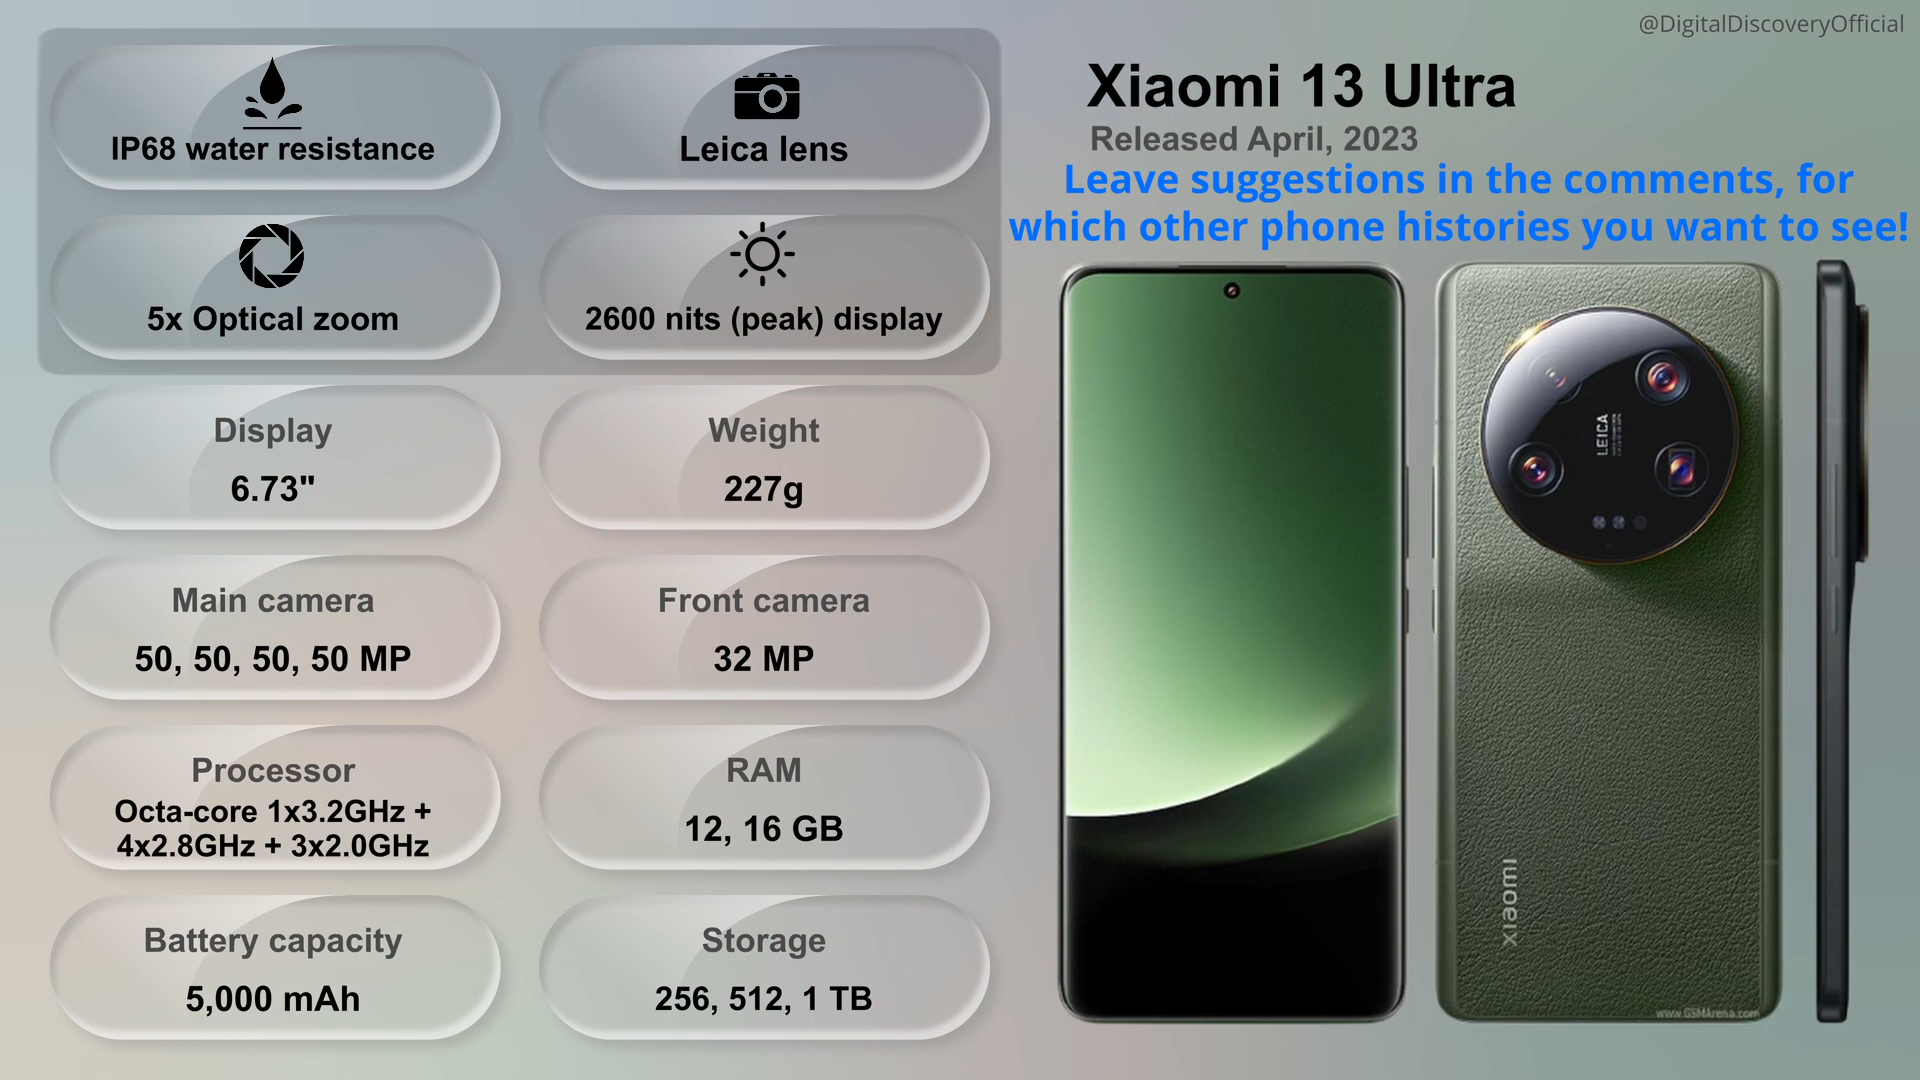 @DigitalDiscoveryOfficial
IP68 water resistance
Leica lens
5x Optical zoom
2600 nits (peak) display
Display
6.73"
Weight
227g
Main camera
50, 50, 50, 50 MP
Front camera
32 MP
Processor
Octa-core 1x3.2GHz +
4x2.8GHz + 3x2.0GHz
RAM
12, 16 GB
Battery capacity
5,000 mAh
Storage
256, 512, 1 TB
Xiaomi 13 Ultra
Released April, 2023
Leave suggestions in the comments, for
which other phone histories you want to see!
LEICA
xiaomi
www.GSMArena.com